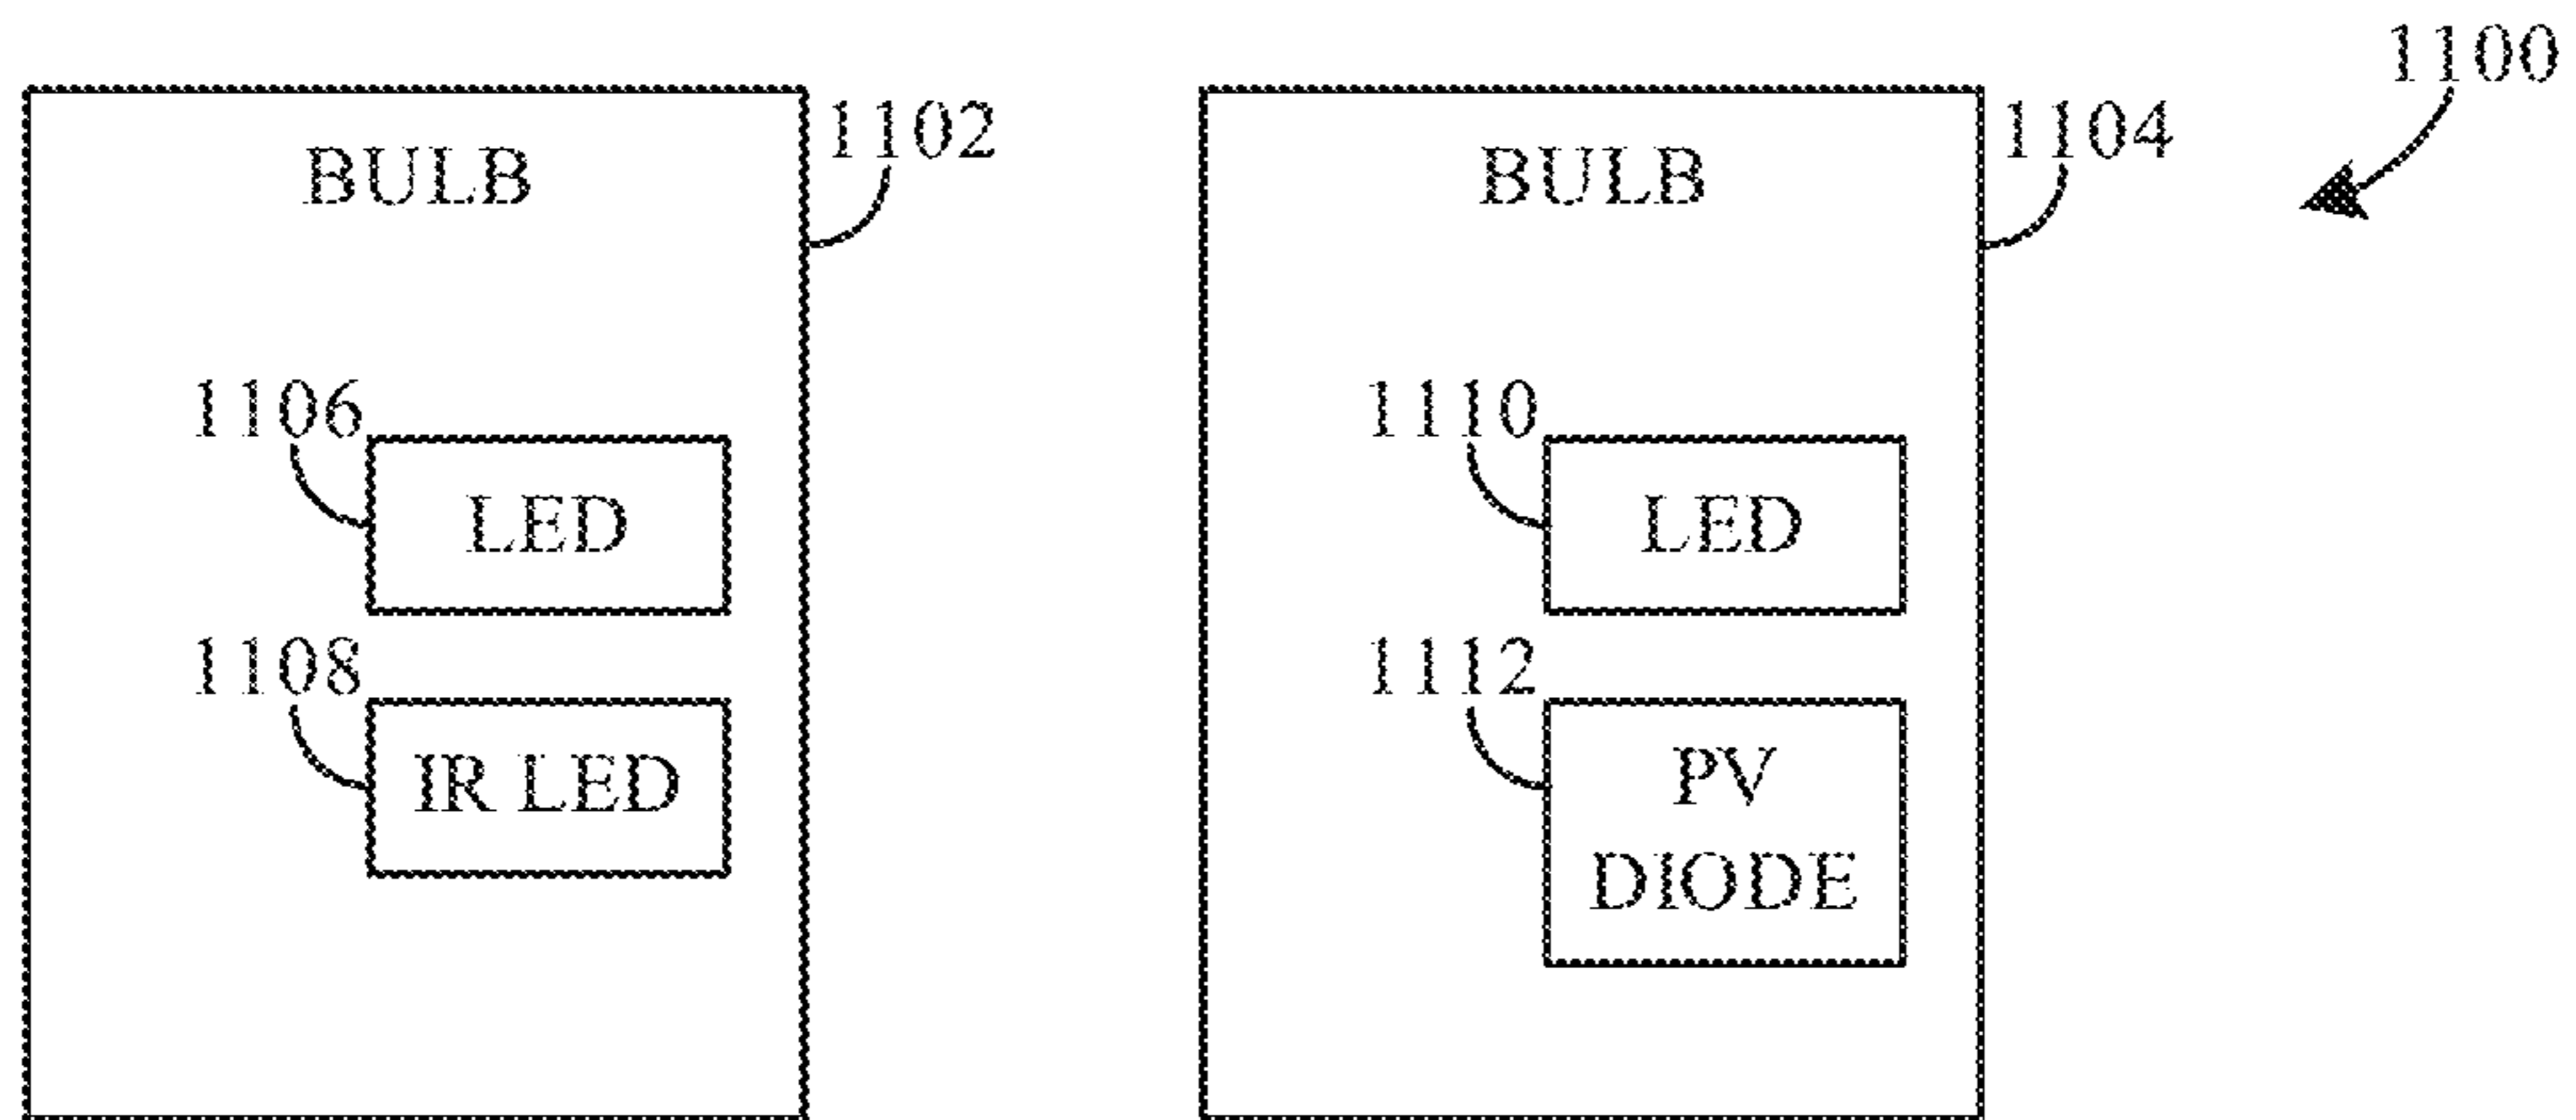 1100
1102
1104
BULB
BULB
1106
1110
LED
LED
1108
1112
IR LED
PV
DIODE